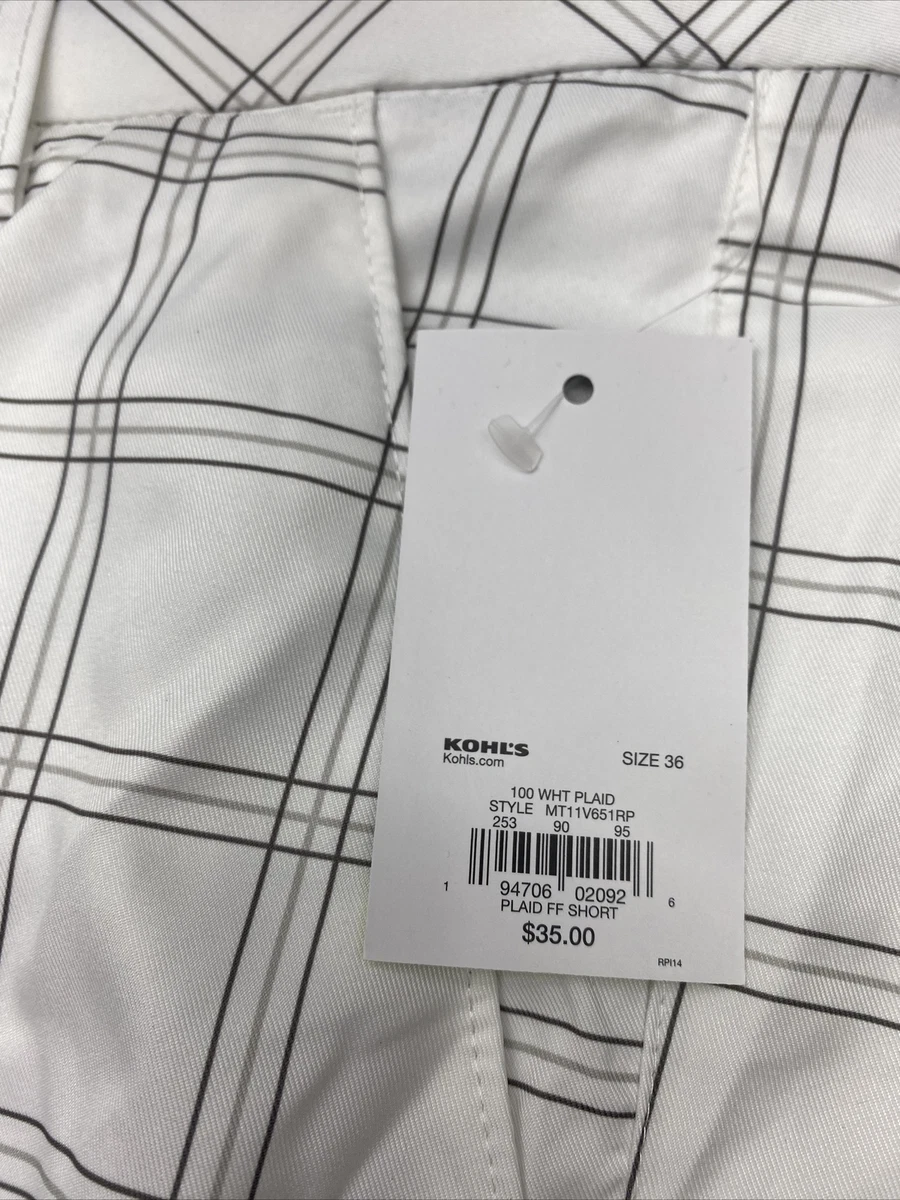 KOHL'S
Kohls.com
SIZE 36
100 WHT PLAID
STYLE MT11V651RP
253 90 95
1 94706 02092 6
PLAID FF SHORT
$35.00
RPI14